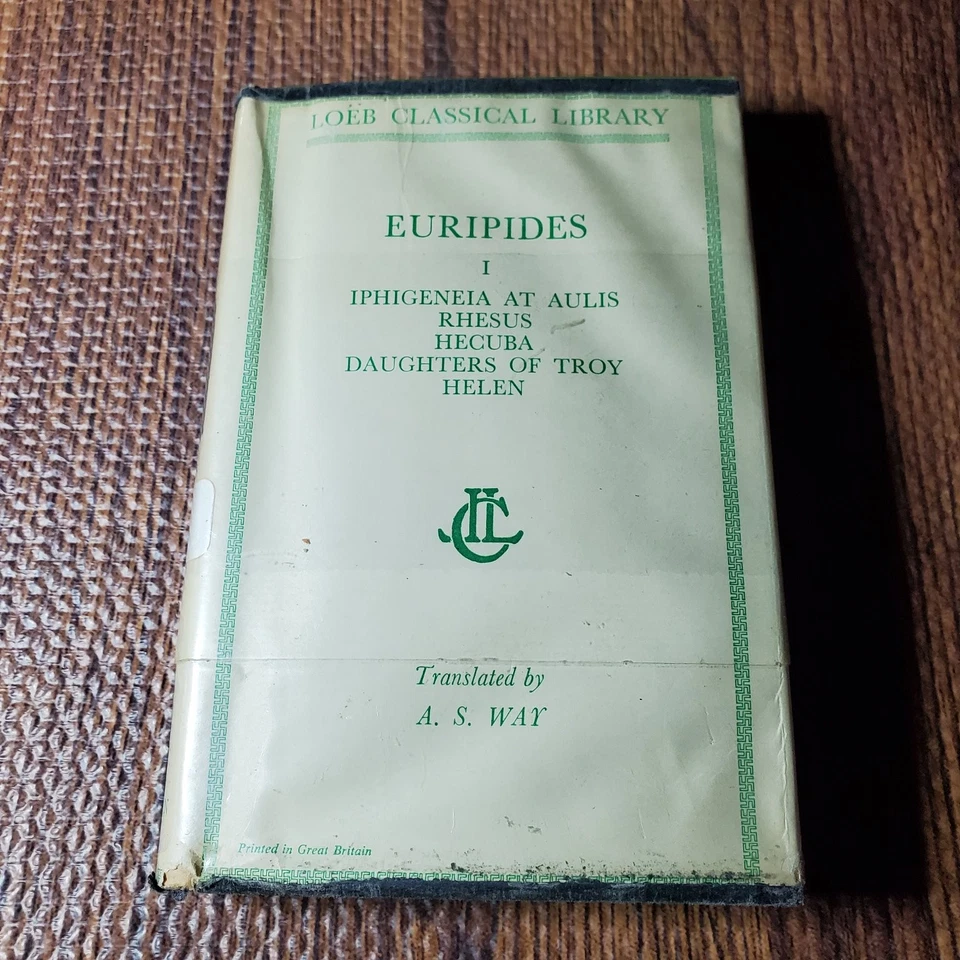 LOEB CLASSICAL LIBRARY
EURIPIDES
I
IPHIGENEIA AT AULIS
RHESUS
HECUBA
DAUGHTERS OF TROY
HELEN
LCL
Translated by
A. S. WAY
Printed in Great Britain